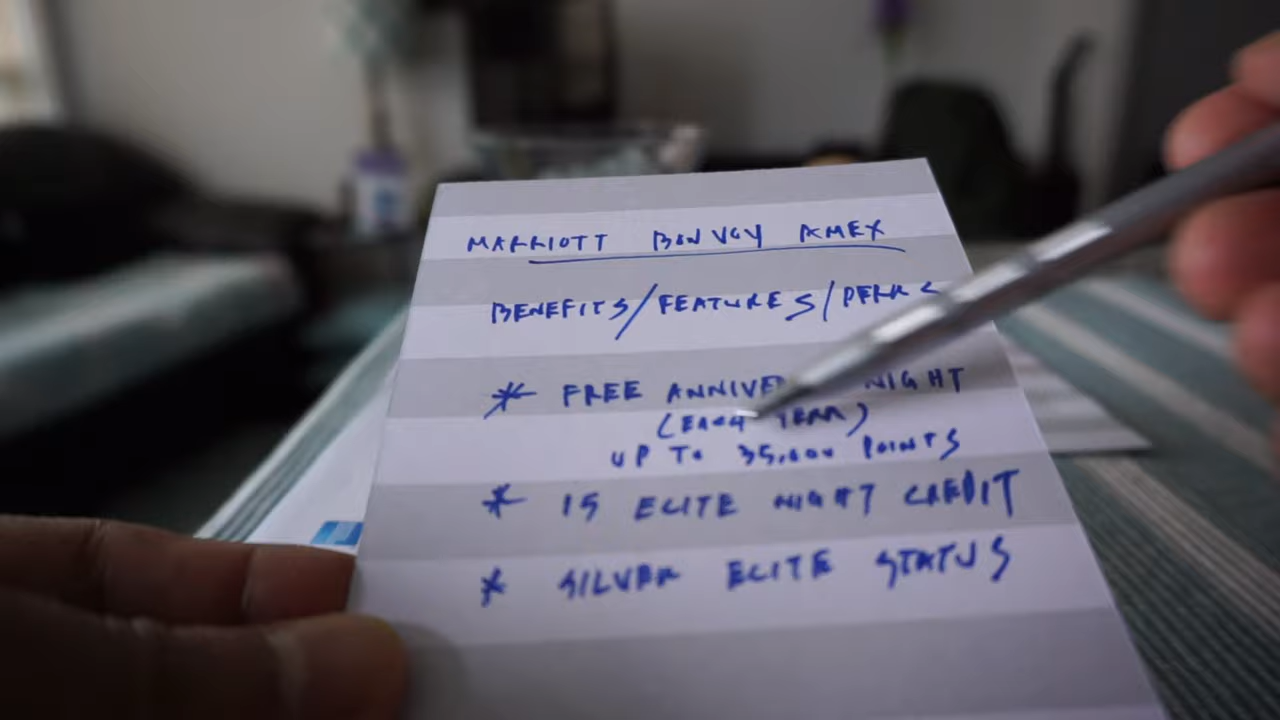 MARRIOTT BONVOY AMEX
BENEFITS/FEATURES/PERKS
* FREE NIGHT
(EACH YEAR)
UP TO 35,000 POINTS
* 15 ELITE NIGHT CREDIT
* SILVER ELITE STATUS